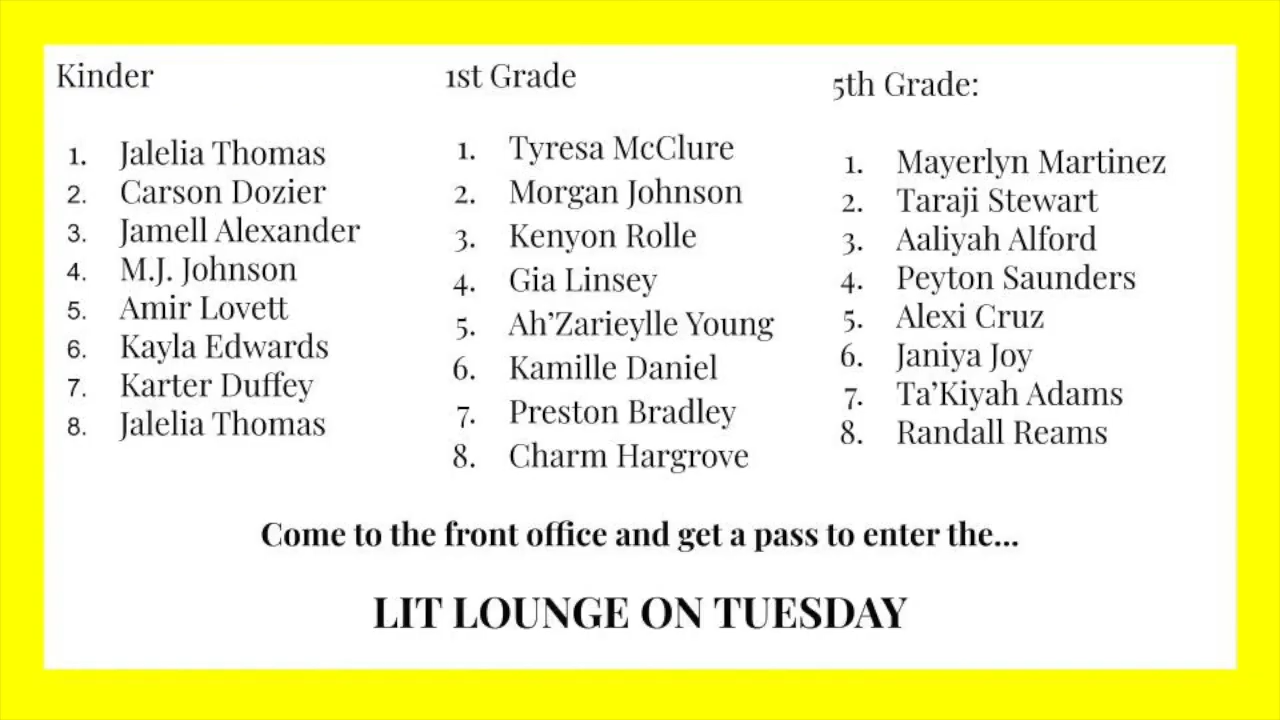 Kinder
1. Jalelia Thomas
2. Carson Dozier
3. Jamell Alexander
4. M.J. Johnson
5. Amir Lovett
6. Kayla Edwards
7. Karter Duffey
8. Jalelia Thomas
1st Grade
1. Tyresa McClure
2. Morgan Johnson
3. Kenyon Rolle
4. Gia Linsey
5. Ah’Zarieylle Young
6. Kamille Daniel
7. Preston Bradley
8. Charm Hargrove
5th Grade:
1. Mayerlyn Martinez
2. Taraji Stewart
3. Aaliyah Alford
4. Peyton Saunders
5. Alexi Cruz
6. Janiya Joy
7. Ta’Kiyah Adams
8. Randall Reams
Come to the front office and get a pass to enter the...
LIT LOUNGE ON TUESDAY